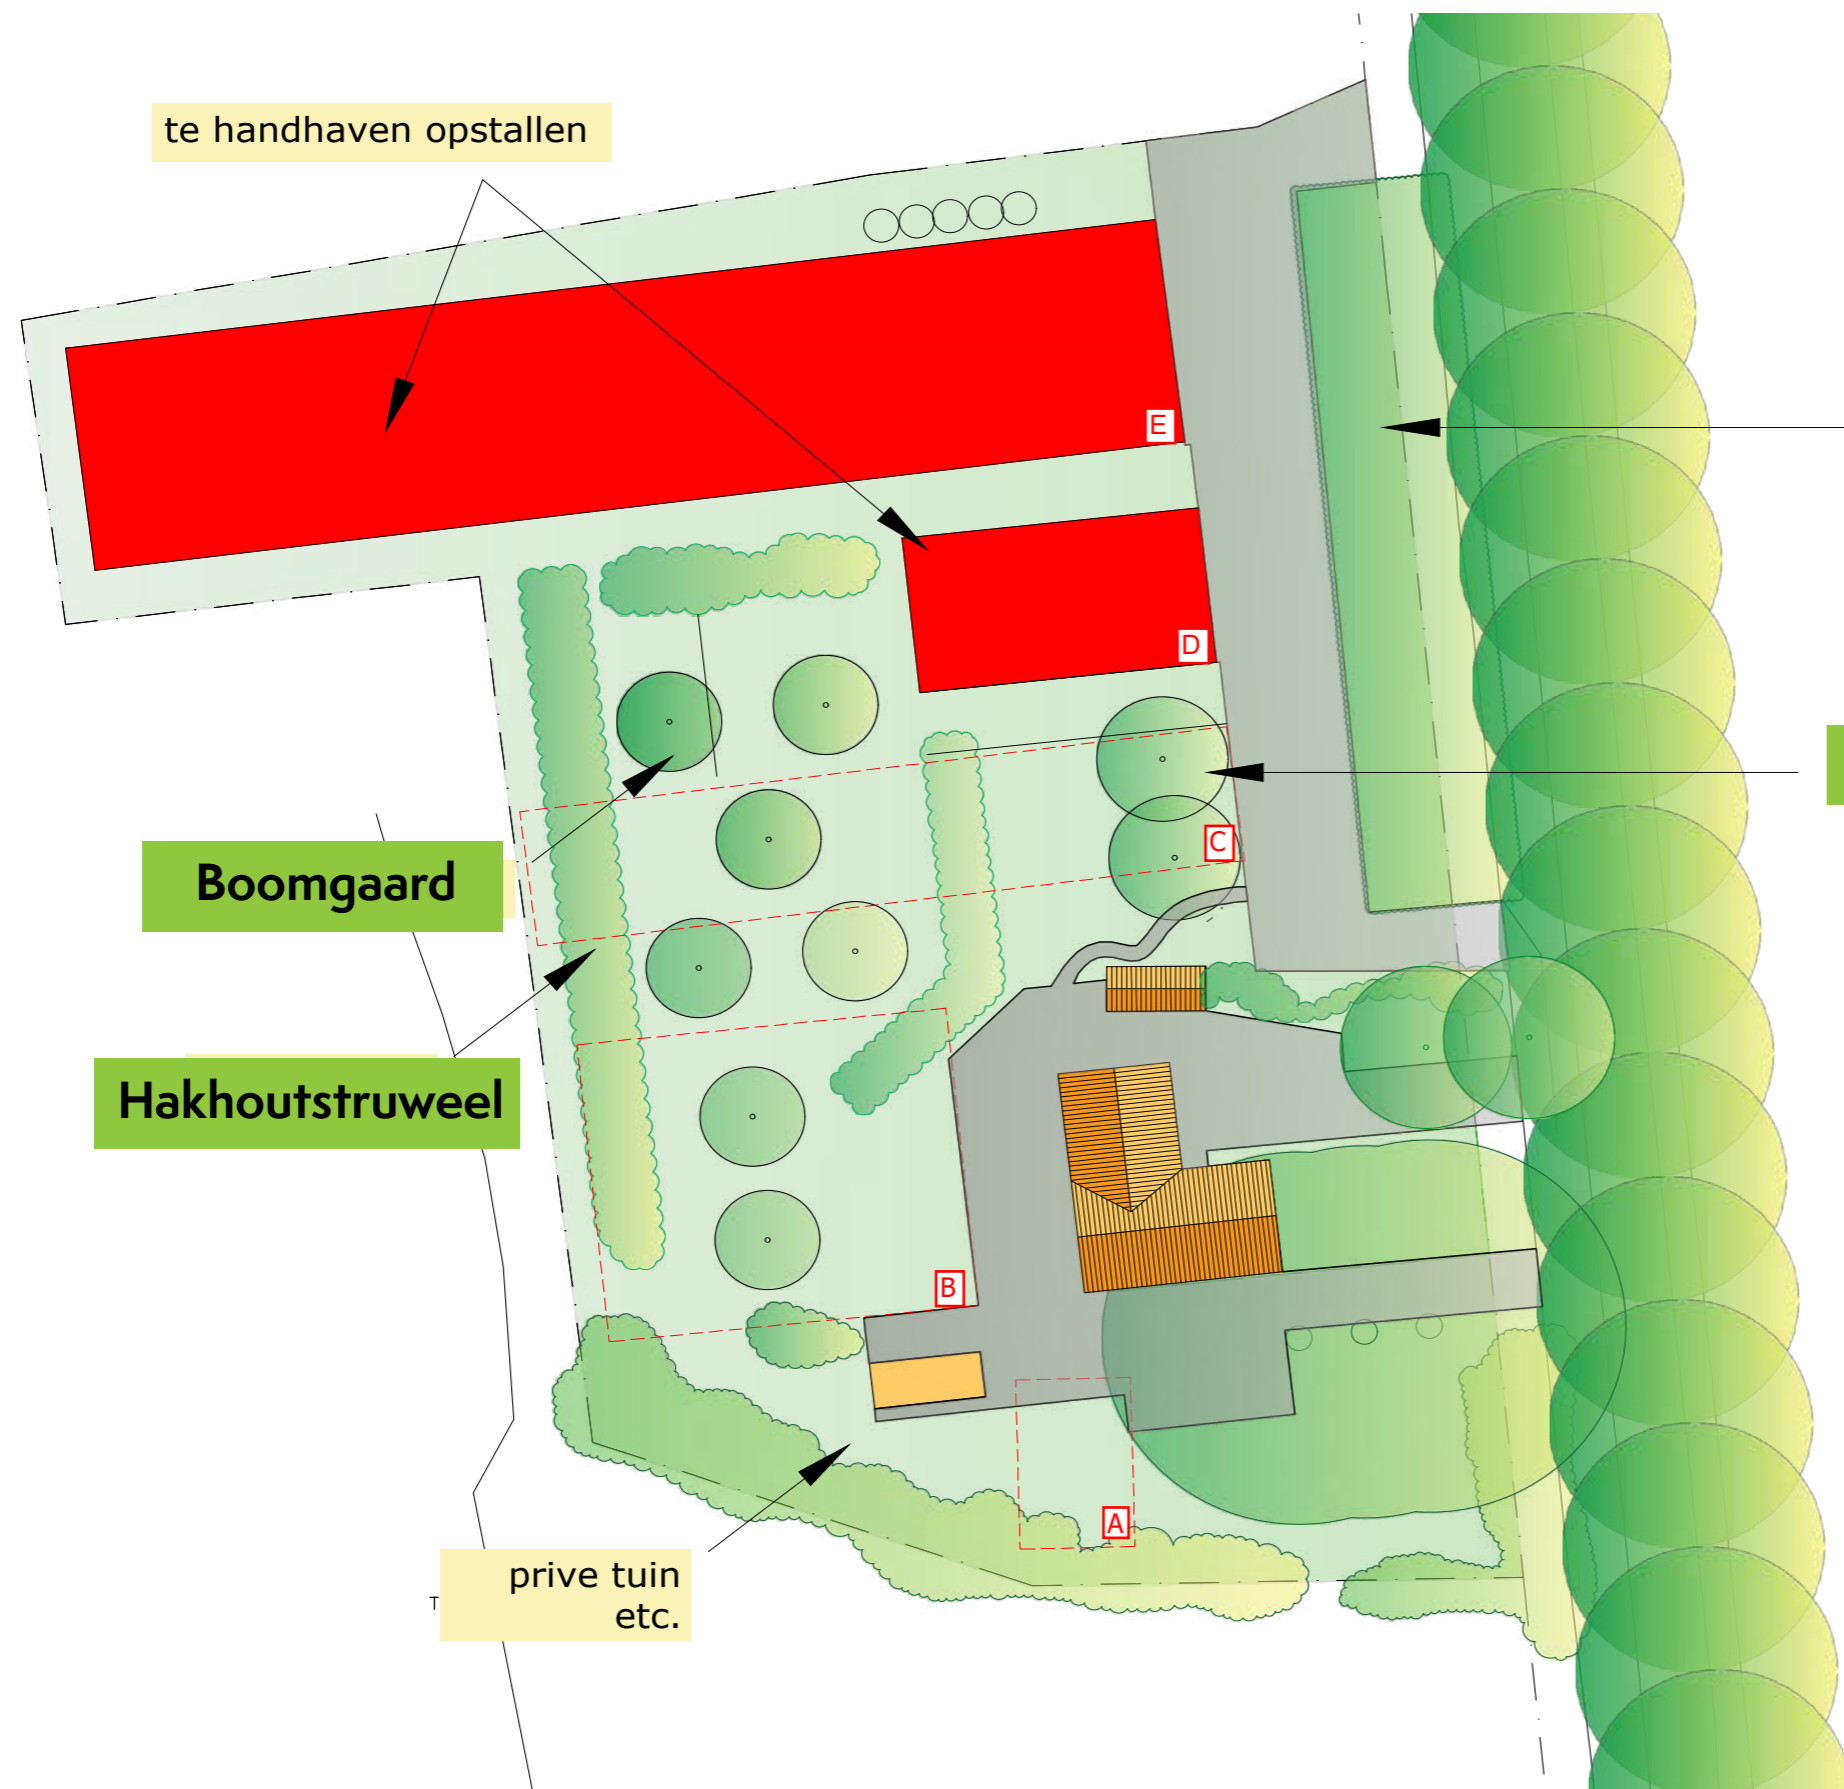 te handhaven opstallen
E
D
C
Boomgaard
Hakhoutstruweel
B
A
prive tuin
etc.
T